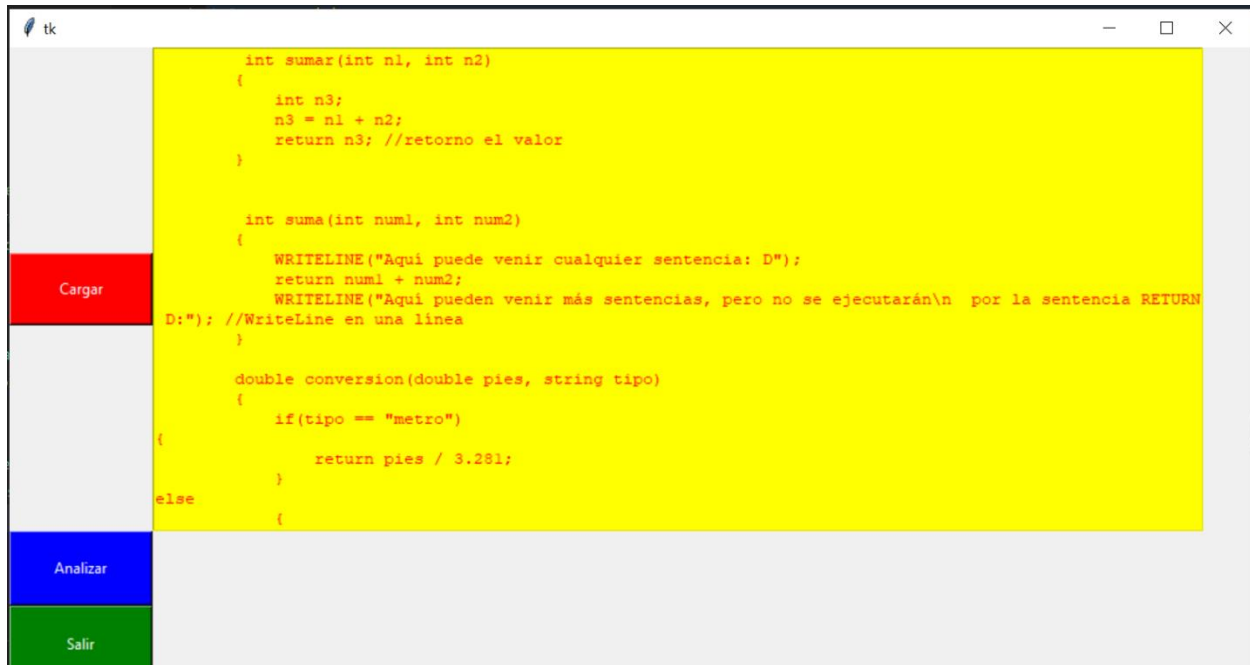 tk
int sumar(int n1, int n2)
{
int n3;
n3 = n1 + n2;
return n3; //retorno el valor
}
int suma(int num1, int num2)
{
WRITELINE("Aquí puede venir cualquier sentencia: D");
return num1 + num2;
WRITELINE("Aquí pueden venir más sentencias, pero no se ejecutarán\n  por la sentencia RETURN
D:"); //WriteLine en una línea
}
double conversion(double pies, string tipo)
{
if(tipo == "metro")
{
return pies / 3.281;
}
else
{
Cargar
Analizar
Salir